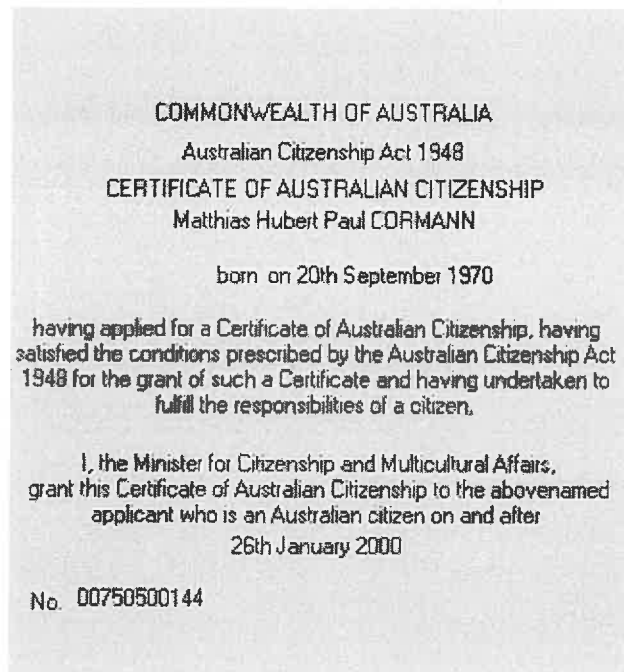 COMMONWEALTH OF AUSTRALIA
Australian Citizenship Act 1948
CERTIFICATE OF AUSTRALIAN CITIZENSHIP
Matthias Hubert Paul CORMANN
born on 20th September 1970
having applied for a Certificate of Australian Citizenship, having
satisfied the conditions prescribed by the Australian Citizenship Act
1948 for the grant of such a Certificate and having undertaken to
fulfill the responsibilities of a citizen,
I, the Minister for Citizenship and Multicultural Affairs,
grant this Certificate of Australian Citizenship to the abovenamed
applicant who is an Australian citizen on and after
26th January 2000
No. 00750500144